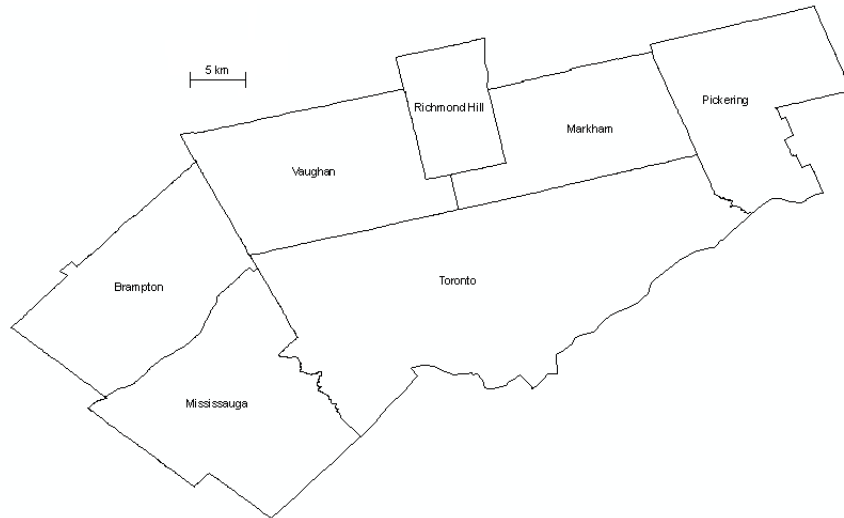 5 km
Richmond Hill
Pickering
Markham
Vaughan
Toronto
Brampton
Mississauga